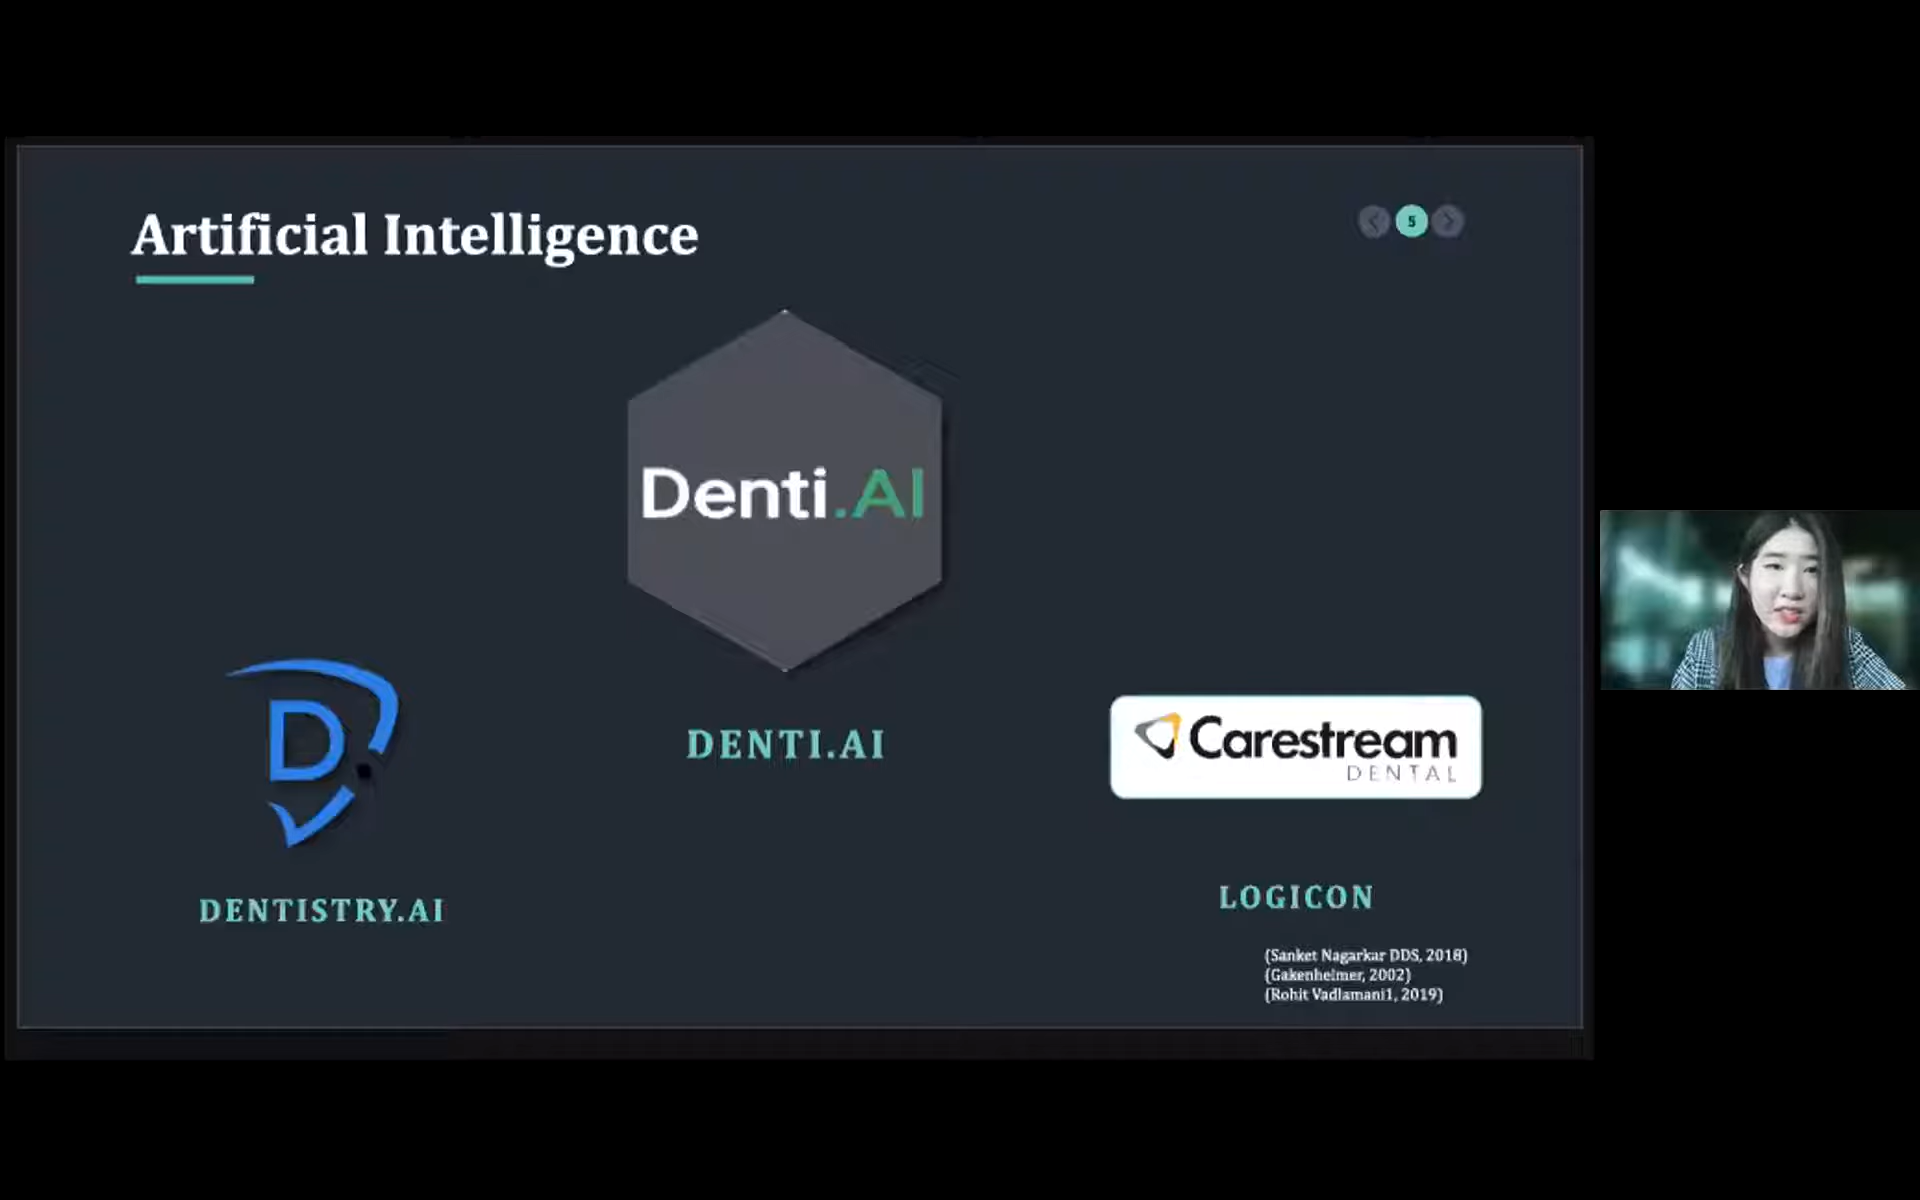 Artificial Intelligence
5
Denti.AI
DENTI.AI
D
DENTISTRY.AI
Carestream
DENTAL
LOGICON
(Sanket Nagarkar DDS, 2018)
(Gakenheimer, 2002)
(Rohit Vadlamani1, 2019)